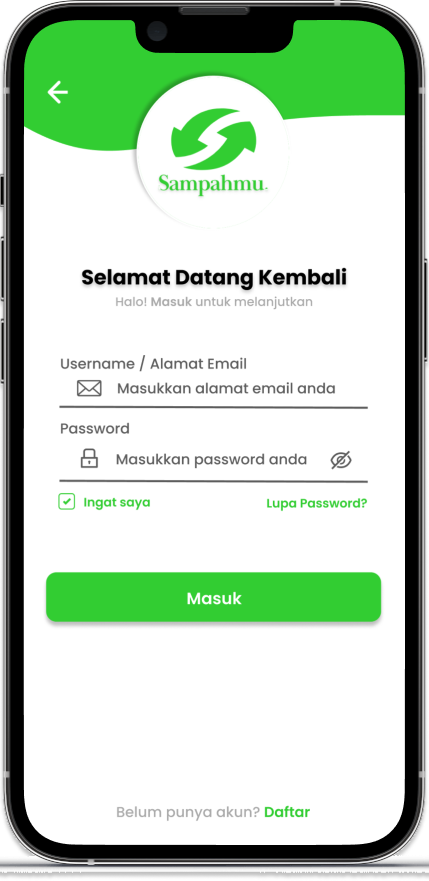 Sampahmu.
Selamat Datang Kembali
Halo! Masuk untuk melanjutkan
Username / Alamat Email
Masukkan alamat email anda
Password
Masukkan password anda
Ingat saya
Lupa Password?
Masuk
Belum punya akun? Daftar